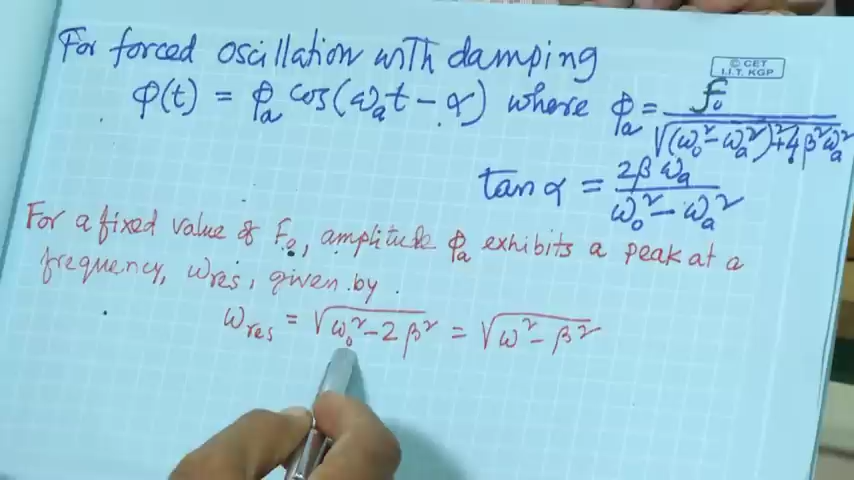 For forced oscillation with damping
© CET
I.I.T. KGP
φ(t) = φₐ cos(ωₐt − α) where φₐ = f₀ / √((ω₀² − ωₐ²)² + 4β²ωₐ²)
tan α = 2βωₐ / (ω₀² − ωₐ²)
For a fixed value of F₀, amplitude φₐ exhibits a peak at a
frequency, ω_res, given by
ω_res = √(ω₀² − 2β²) = √(ω² − β²)